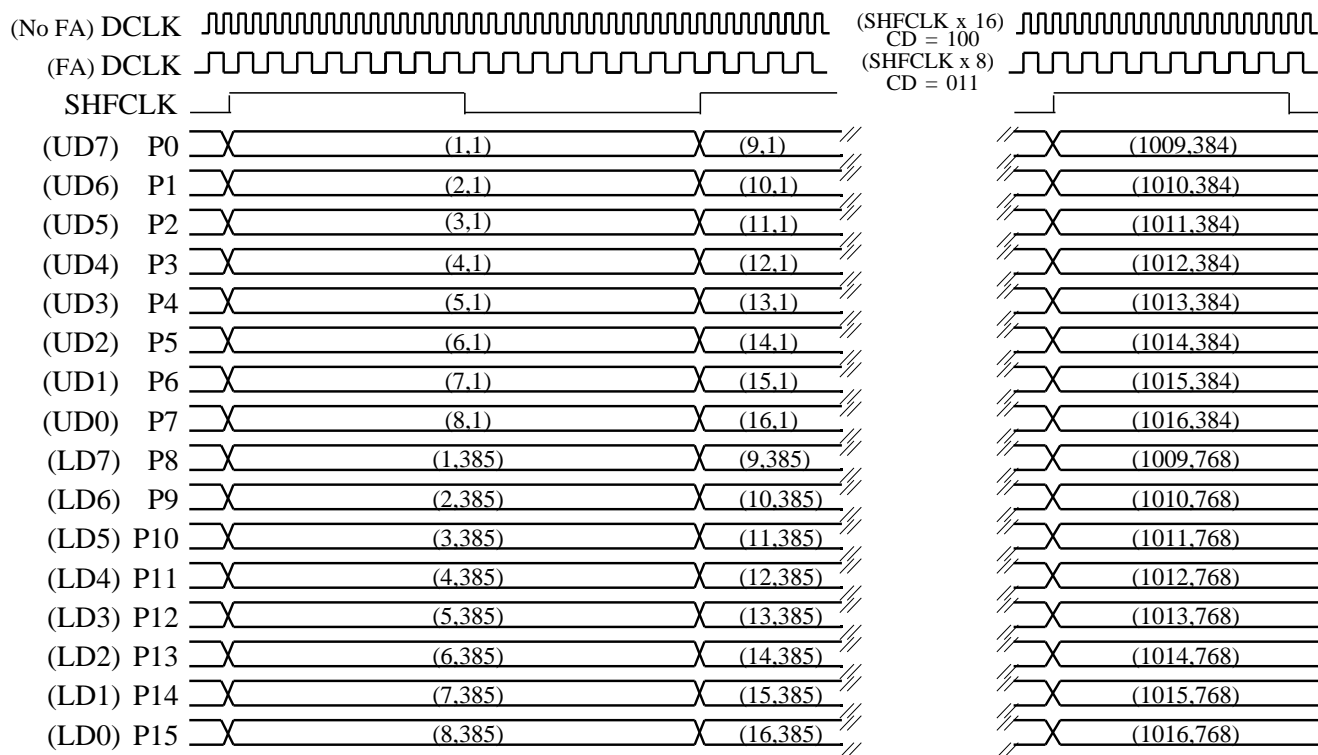 (No FA) DCLK (SHFCLK x 16)
CD = 100
(FA) DCLK (SHFCLK x 8)
CD = 011
SHFCLK
(UD7) P0 (1,1) (9,1) (1009,384)
(UD6) P1 (2,1) (10,1) (1010,384)
(UD5) P2 (3,1) (11,1) (1011,384)
(UD4) P3 (4,1) (12,1) (1012,384)
(UD3) P4 (5,1) (13,1) (1013,384)
(UD2) P5 (6,1) (14,1) (1014,384)
(UD1) P6 (7,1) (15,1) (1015,384)
(UD0) P7 (8,1) (16,1) (1016,384)
(LD7) P8 (1,385) (9,385) (1009,768)
(LD6) P9 (2,385) (10,385) (1010,768)
(LD5) P10 (3,385) (11,385) (1011,768)
(LD4) P11 (4,385) (12,385) (1012,768)
(LD3) P12 (5,385) (13,385) (1013,768)
(LD2) P13 (6,385) (14,385) (1014,768)
(LD1) P14 (7,385) (15,385) (1015,768)
(LD0) P15 (8,385) (16,385) (1016,768)